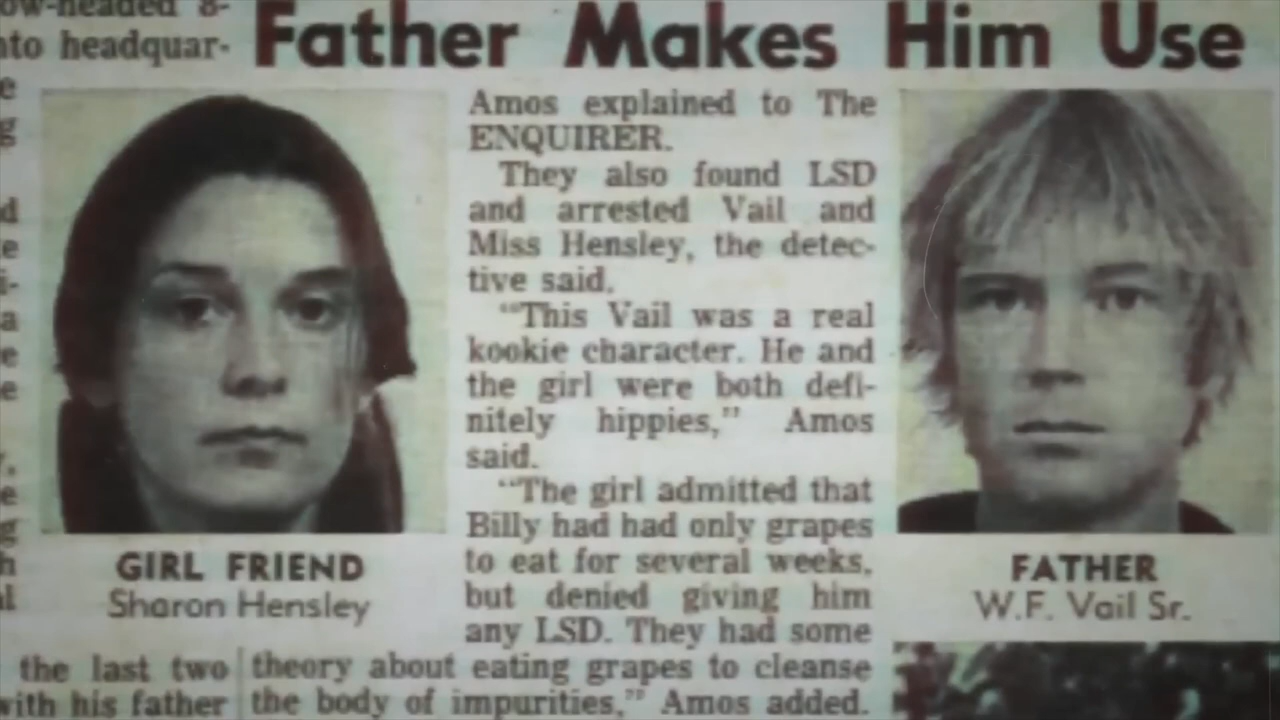 ow-headed 8-
nto headquar-
Father Makes Him Use
Amos explained to The
ENQUIRER.
They also found LSD
and arrested Vail and
Miss Hensley, the detec-
tive said.
"This Vail was a real
kookie character. He and
the girl were both defi-
nitely hippies," Amos
said.
"The girl admitted that
Billy had had only grapes
to eat for several weeks,
but denied giving him
any LSD. They had some
theory about eating grapes to cleanse
the body of impurities," Amos added.
GIRL FRIEND
Sharon Hensley
the last two
with his father
FATHER
W.F. Vail Sr.